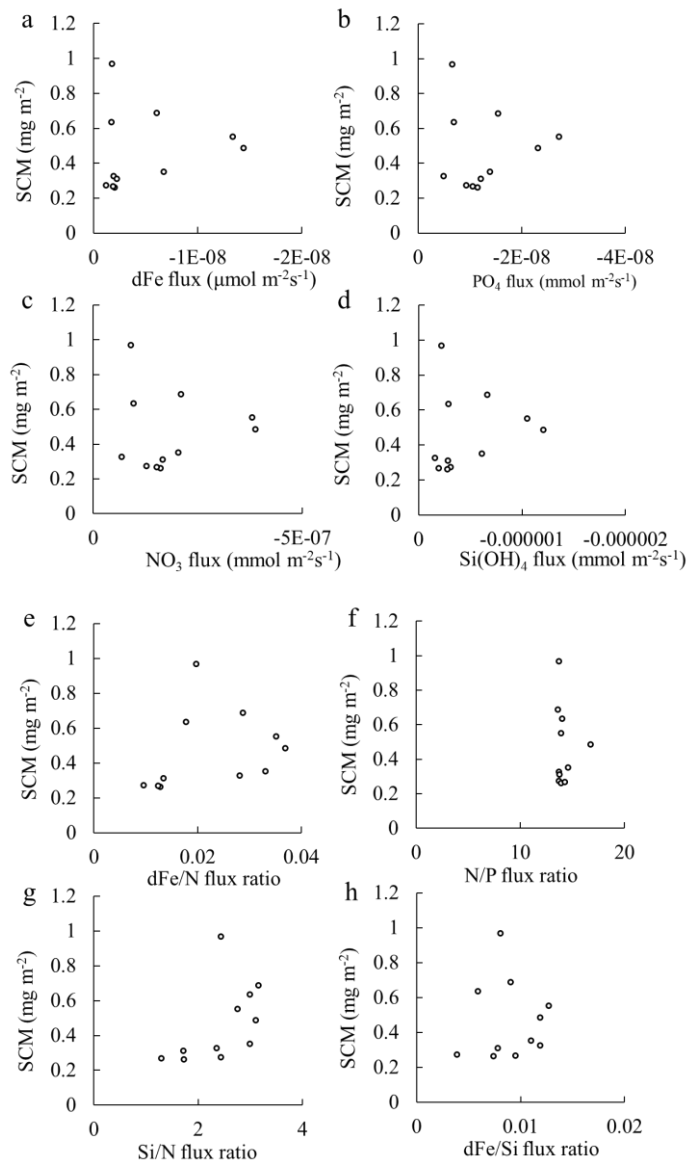 a
SCM (mg m⁻²)
1.2
1
0.8
0.6
0.4
0.2
0
0
-1E-08
-2E-08
dFe flux (μmol m⁻²s⁻¹)
b
SCM (mg m⁻²)
1.2
1
0.8
0.6
0.4
0.2
0
0
-2E-08
-4E-08
PO₄ flux (mmol m⁻²s⁻¹)
c
SCM (mg m⁻²)
1.2
1
0.8
0.6
0.4
0.2
0
0
-5E-07
NO₃ flux (mmol m⁻²s⁻¹)
d
SCM (mg m⁻²)
1.2
1
0.8
0.6
0.4
0.2
0
0
-0.000001
-0.000002
Si(OH)₄ flux (mmol m⁻²s⁻¹)
e
SCM (mg m⁻²)
1.2
1
0.8
0.6
0.4
0.2
0
0
0.02
0.04
dFe/N flux ratio
f
SCM (mg m⁻²)
1.2
1
0.8
0.6
0.4
0.2
0
0
10
20
N/P flux ratio
g
SCM (mg m⁻²)
1.2
1
0.8
0.6
0.4
0.2
0
0
2
4
Si/N flux ratio
h
SCM (mg m⁻²)
1.2
1
0.8
0.6
0.4
0.2
0
0
0.01
0.02
dFe/Si flux ratio